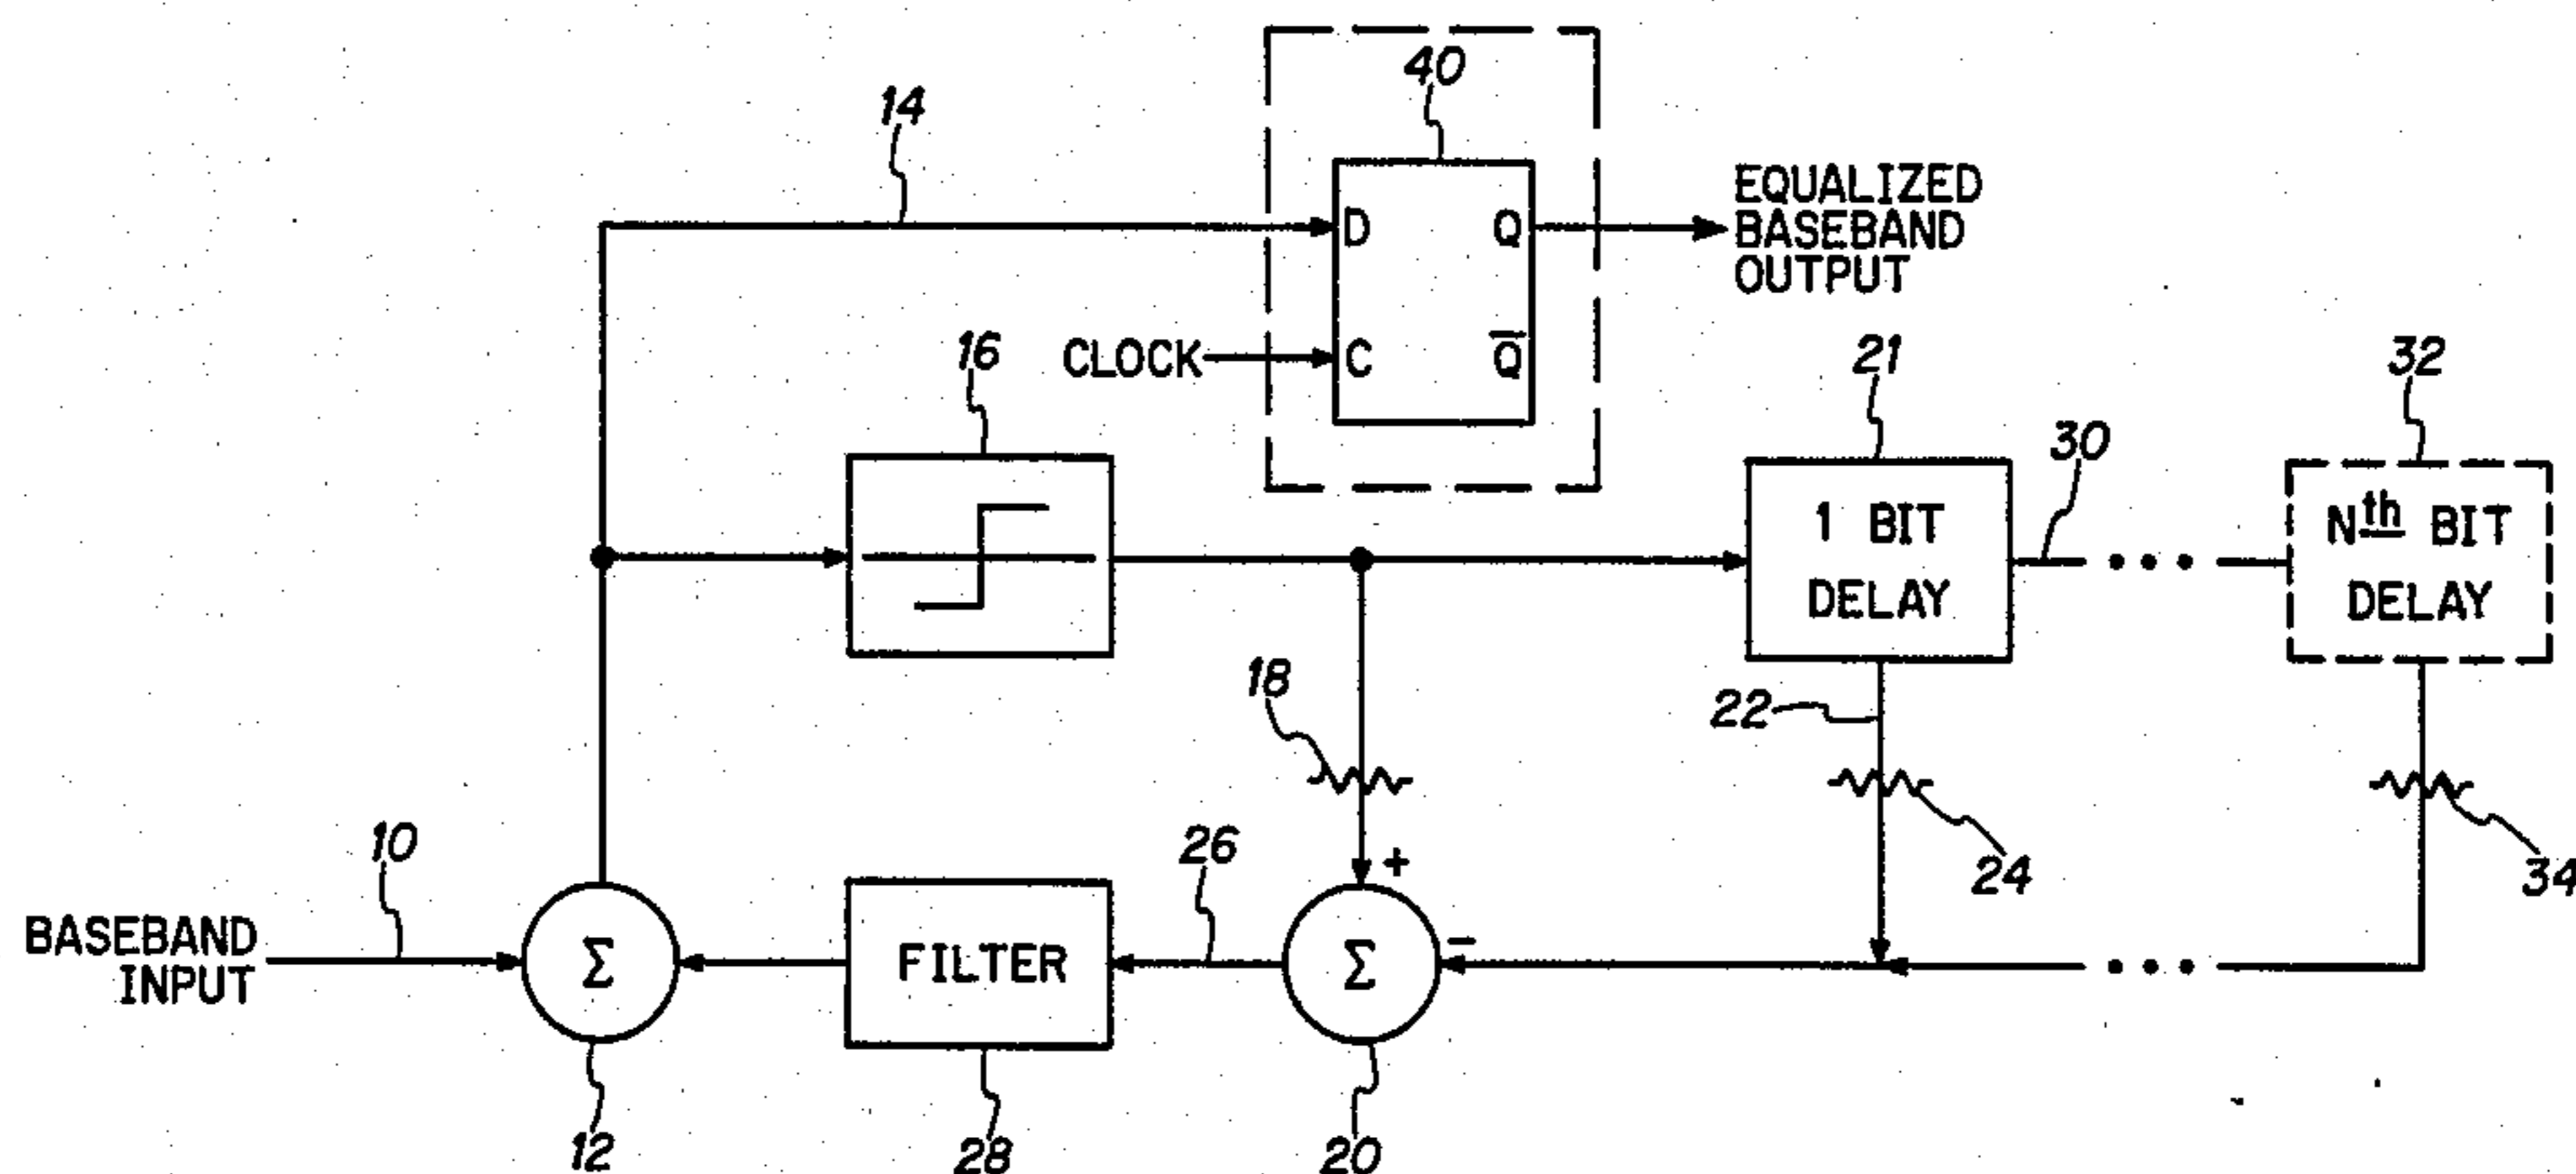 40
14
EQUALIZED
BASEBAND
OUTPUT
D
Q
CLOCK
C
Q̅
16
21
32
30
1 BIT
DELAY
Nth BIT
DELAY
18
22
24
34
10
26
+
−
BASEBAND
INPUT
Σ
FILTER
Σ
12
28
20